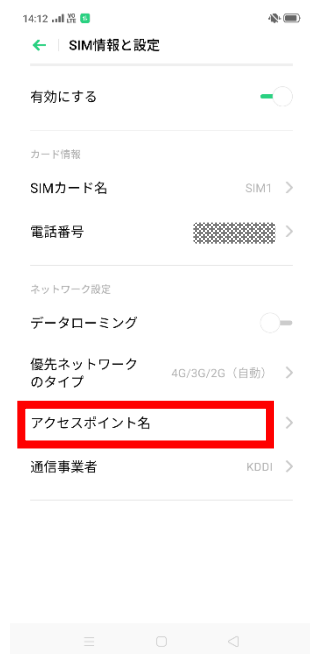 14:12
SIM情報と設定
有効にする
カード情報
SIMカード名 SIM1
電話番号
ネットワーク設定
データローミング
優先ネットワーク
のタイプ 4G/3G/2G（自動）
アクセスポイント名
通信事業者 KDDI